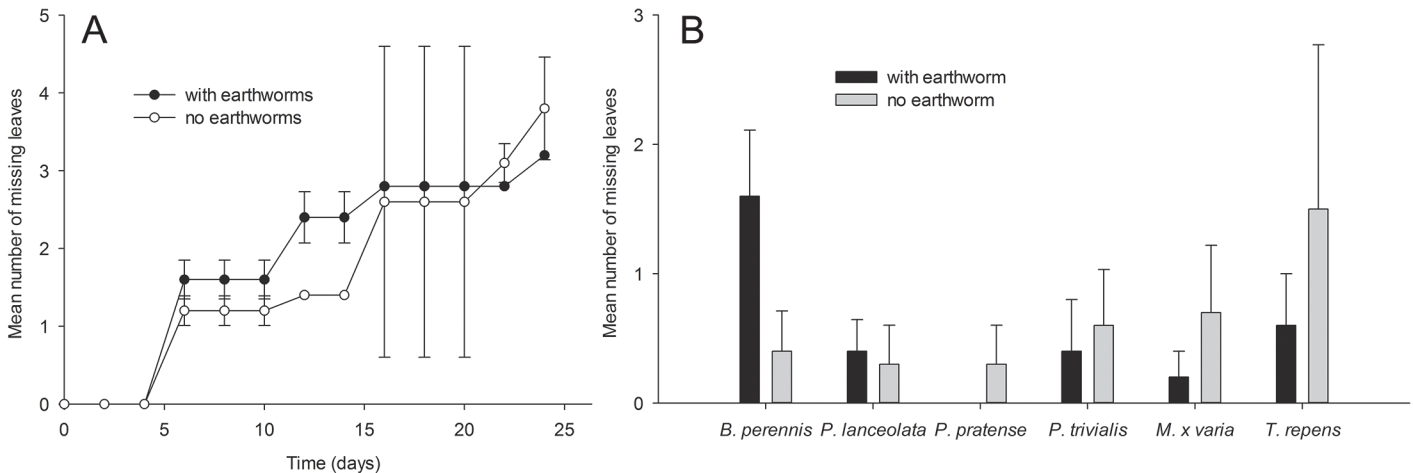 A
5
4
3
2
1
0
Mean number of missing leaves
with earthworms
no earthworms
0 5 10 15 20 25
Time (days)
B
3
2
1
0
Mean number of missing leaves
with earthworm
no earthworm
B. perennis P. lanceolata P. pratense P. trivialis M. x varia T. repens